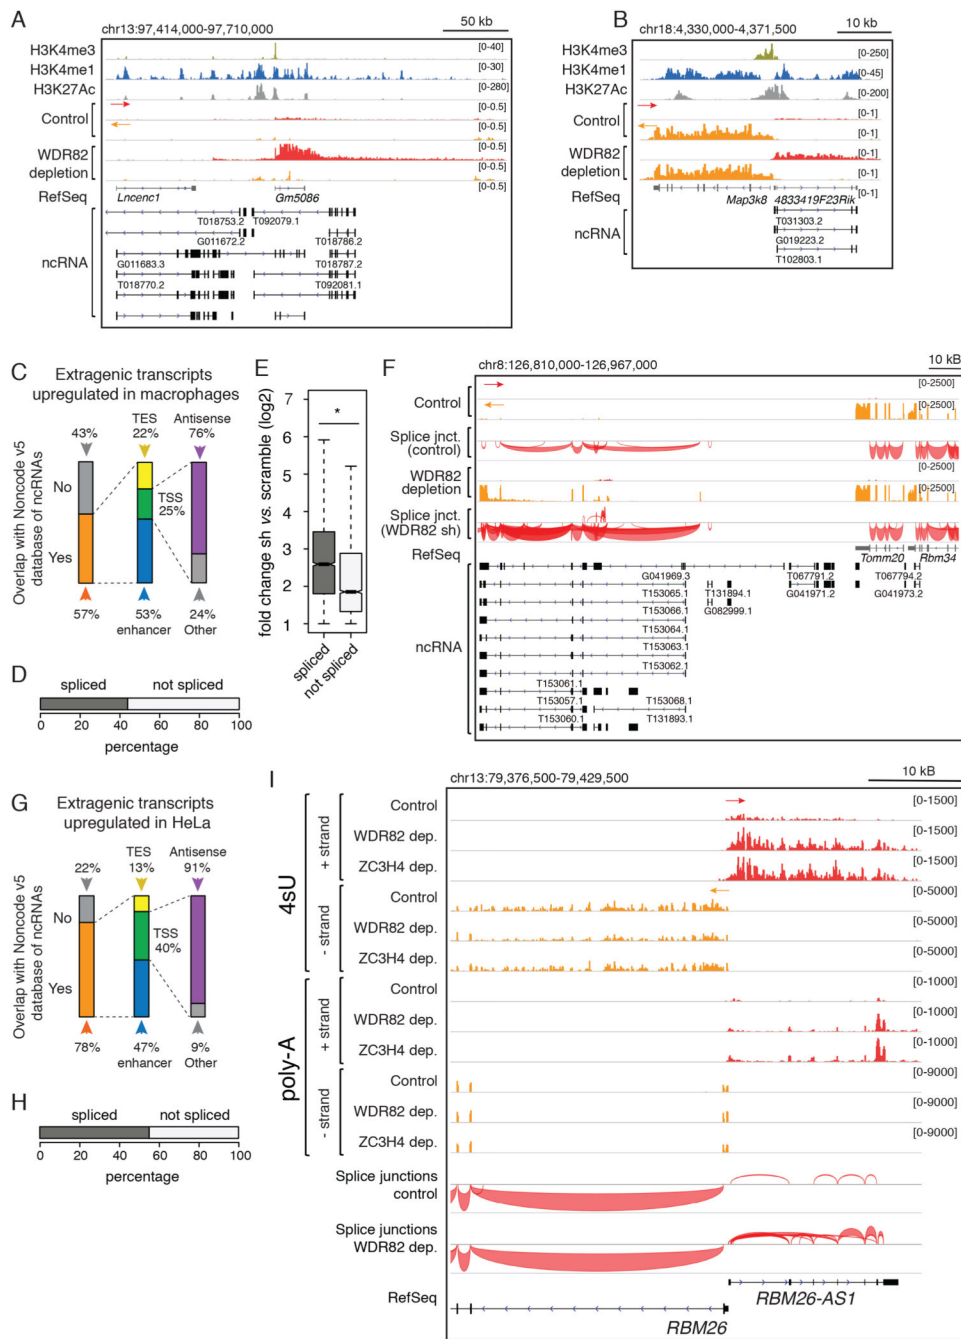 A
chr13:97,414,000-97,710,000
50 kb
H3K4me3
[0-40]
H3K4me1
[0-30]
H3K27Ac
[0-280]
Control
[0-0.5]
[0-0.5]
WDR82
depletion
[0-0.5]
[0-0.5]
[0-0.5]
RefSeq
Lncenc1
Gm5086
ncRNA
T018753.2
T092079.1
G011672.2
T018786.2
G011683.3
T018787.2
T018770.2
T092081.1
B
chr18:4,330,000-4,371,500
10 kb
H3K4me3
[0-250]
H3K4me1
[0-45]
H3K27Ac
[0-200]
Control
[0-1]
[0-1]
WDR82
depletion
[0-1]
[0-1]
[0-1]
RefSeq
Map3k8
4833419F23Rik
ncRNA
T031303.2
G019223.2
T102803.1
C
Extragenic transcripts
upregulated in macrophages
Overlap with Noncode v5
database of ncRNAs
43%
TES
22%
Antisense
76%
No
Yes
TSS
25%
57%
53%
enhancer
24%
Other
D
spliced
not spliced
0 20 40 60 80 100
percentage
E
fold change sh vs. scramble (log2)
7
6
5
4
3
2
1
*
spliced
not spliced
F
chr8:126,810,000-126,967,000
10 kB
Control
[0-2500]
[0-2500]
Splice jnct.
(control)
WDR82
depletion
[0-2500]
[0-2500]
Splice jnct.
(WDR82 sh)
RefSeq
Tomm20
Rbm34
ncRNA
G041969.3
T067791.2
T067794.2
T153065.1
T131894.1
G041971.2
G041973.2
T153066.1
G082999.1
T153064.1
T153063.1
T153062.1
T153061.1
T153057.1
T153068.1
T153060.1
T131893.1
G
Extragenic transcripts
upregulated in HeLa
Overlap with Noncode v5
database of ncRNAs
22%
TES
13%
Antisense
91%
No
Yes
TSS
40%
78%
47%
enhancer
9%
Other
H
spliced
not spliced
0 20 40 60 80 100
percentage
I
chr13:79,376,500-79,429,500
10 kB
4sU
+ strand
Control
[0-1500]
WDR82 dep.
[0-1500]
ZC3H4 dep.
[0-1500]
- strand
Control
[0-5000]
WDR82 dep.
[0-5000]
ZC3H4 dep.
[0-5000]
poly-A
+ strand
Control
[0-1000]
WDR82 dep.
[0-1000]
ZC3H4 dep.
[0-1000]
- strand
Control
[0-9000]
WDR82 dep.
[0-9000]
ZC3H4 dep.
[0-9000]
Splice junctions
control
Splice junctions
WDR82 dep.
RefSeq
RBM26-AS1
RBM26